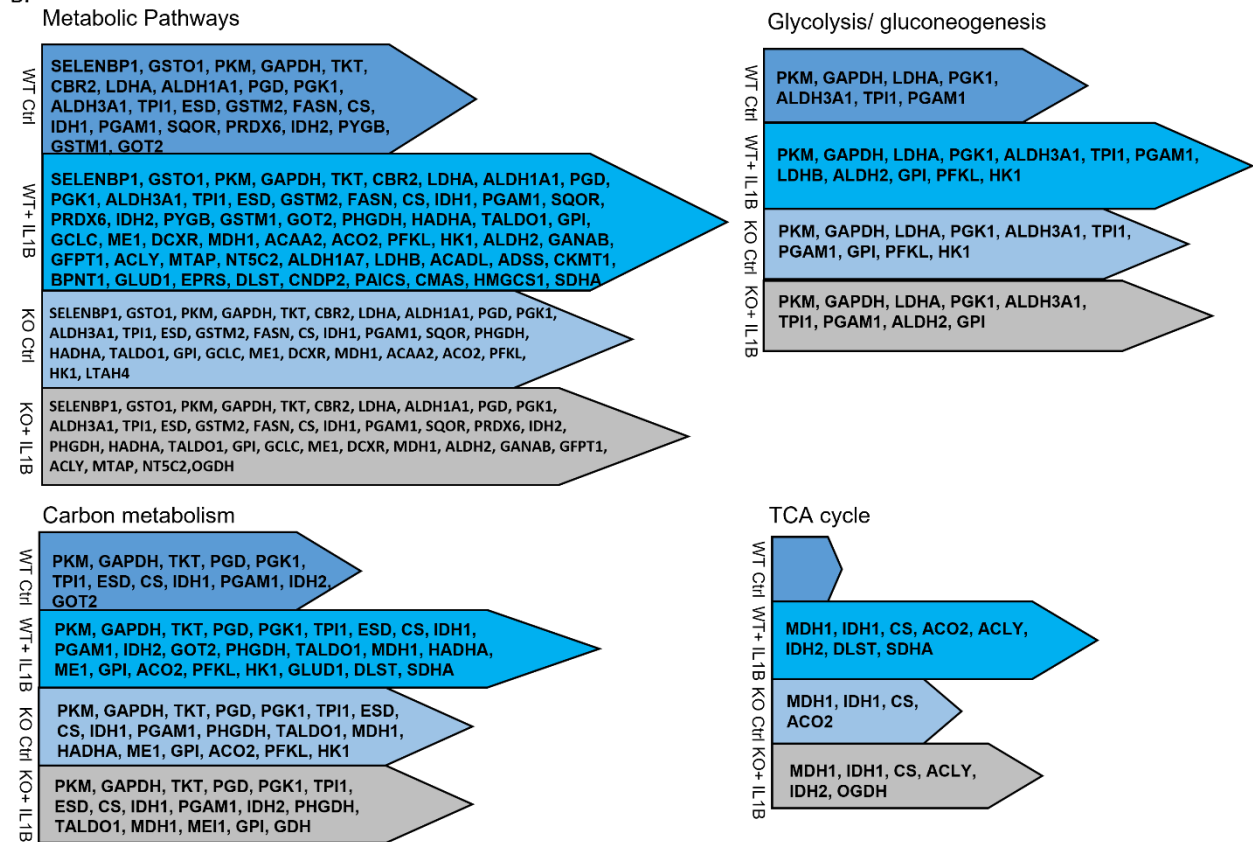 Metabolic Pathways
WT Ctrl
SELENBP1, GSTO1, PKM, GAPDH, TKT,
CBR2, LDHA, ALDH1A1, PGD, PGK1,
ALDH3A1, TPI1, ESD, GSTM2, FASN, CS,
IDH1, PGAM1, SQOR, PRDX6, IDH2, PYGB,
GSTM1, GOT2
WT+ IL1B
SELENBP1, GSTO1, PKM, GAPDH, TKT, CBR2, LDHA, ALDH1A1, PGD,
PGK1, ALDH3A1, TPI1, ESD, GSTM2, FASN, CS, IDH1, PGAM1, SQOR,
PRDX6, IDH2, PYGB, GSTM1, GOT2, PHGDH, HADHA, TALDO1, GPI,
GCLC, ME1, DCXR, MDH1, ACAA2, ACO2, PFKL, HK1, ALDH2, GANAB,
GFPT1, ACLY, MTAP, NT5C2, ALDH1A7, LDHB, ACADL, ADSS, CKMT1,
BPNT1, GLUD1, EPRS, DLST, CNDP2, PAICS, CMAS, HMGCS1, SDHA
KO Ctrl
SELENBP1, GSTO1, PKM, GAPDH, TKT, CBR2, LDHA, ALDH1A1, PGD, PGK1,
ALDH3A1, TPI1, ESD, GSTM2, FASN, CS, IDH1, PGAM1, SQOR, PHGDH,
HADHA, TALDO1, GPI, GCLC, ME1, DCXR, MDH1, ACAA2, ACO2, PFKL,
HK1, LTAH4
KO+ IL1B
SELENBP1, GSTO1, PKM, GAPDH, TKT, CBR2, LDHA, ALDH1A1, PGD, PGK1,
ALDH3A1, TPI1, ESD, GSTM2, FASN, CS, IDH1, PGAM1, SQOR, PRDX6, IDH2,
PHGDH, HADHA, TALDO1, GPI, GCLC, ME1, DCXR, MDH1, ALDH2, GANAB, GFPT1,
ACLY, MTAP, NT5C2,OGDH
Glycolysis/ gluconeogenesis
WT Ctrl
PKM, GAPDH, LDHA, PGK1,
ALDH3A1, TPI1, PGAM1
WT+ IL1B
PKM, GAPDH, LDHA, PGK1, ALDH3A1, TPI1, PGAM1,
LDHB, ALDH2, GPI, PFKL, HK1
KO Ctrl
PKM, GAPDH, LDHA, PGK1, ALDH3A1, TPI1,
PGAM1, GPI, PFKL, HK1
KO+ IL1B
PKM, GAPDH, LDHA, PGK1, ALDH3A1,
TPI1, PGAM1, ALDH2, GPI
Carbon metabolism
WT Ctrl
PKM, GAPDH, TKT, PGD, PGK1,
TPI1, ESD, CS, IDH1, PGAM1, IDH2,
GOT2
WT+ IL1B
PKM, GAPDH, TKT, PGD, PGK1, TPI1, ESD, CS, IDH1,
PGAM1, IDH2, GOT2, PHGDH, TALDO1, MDH1, HADHA,
ME1, GPI, ACO2, PFKL, HK1, GLUD1, DLST, SDHA
KO Ctrl
PKM, GAPDH, TKT, PGD, PGK1, TPI1, ESD,
CS, IDH1, PGAM1, PHGDH, TALDO1, MDH1,
HADHA, ME1, GPI, ACO2, PFKL, HK1
KO+ IL1B
PKM, GAPDH, TKT, PGD, PGK1, TPI1,
ESD, CS, IDH1, PGAM1, IDH2, PHGDH,
TALDO1, MDH1, MEI1, GPI, GDH
TCA cycle
WT Ctrl
WT+ IL1B
MDH1, IDH1, CS, ACO2, ACLY,
IDH2, DLST, SDHA
KO Ctrl
MDH1, IDH1, CS,
ACO2
KO+ IL1B
MDH1, IDH1, CS, ACLY,
IDH2, OGDH